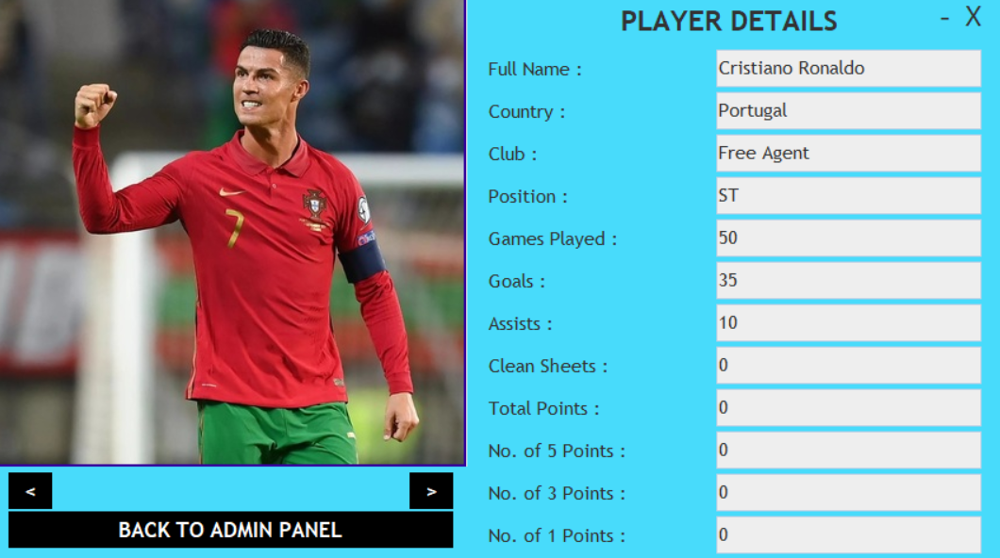 PLAYER DETAILS
- X
Full Name : Cristiano Ronaldo
Country : Portugal
Club : Free Agent
Position : ST
Games Played : 50
Goals : 35
Assists : 10
Clean Sheets : 0
Total Points : 0
No. of 5 Points : 0
No. of 3 Points : 0
No. of 1 Points : 0
7
< >
BACK TO ADMIN PANEL